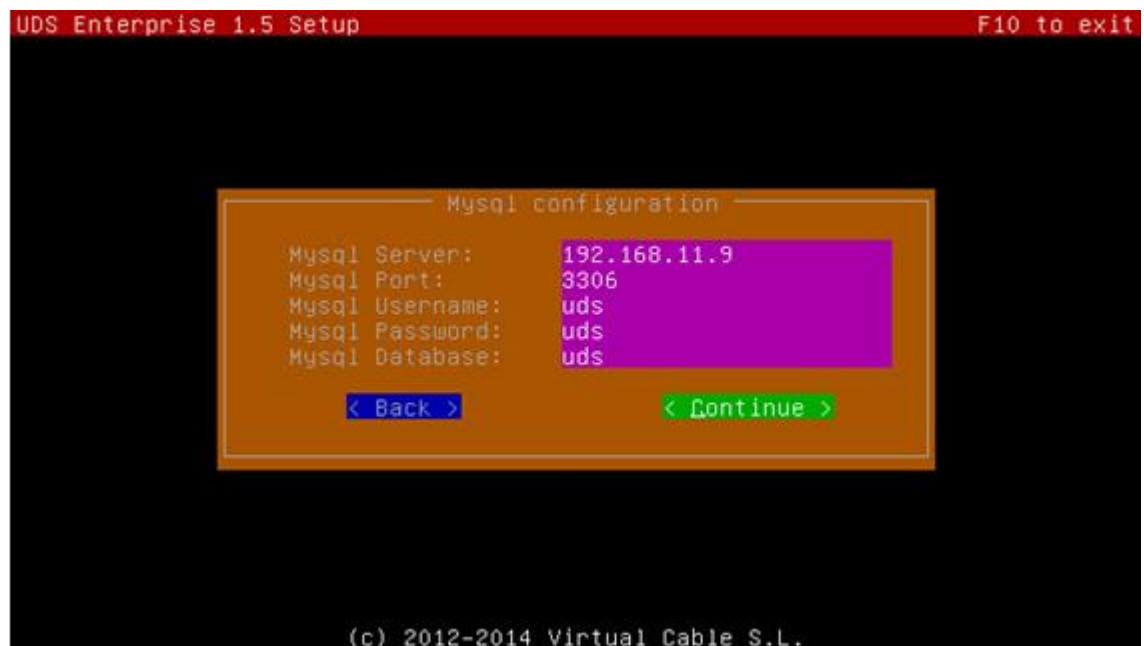 UDS Enterprise 1.5 Setup F10 to exit
Mysql configuration
Mysql Server: 192.168.11.9
Mysql Port: 3306
Mysql Username: uds
Mysql Password: uds
Mysql Database: uds
< Back > < Continue >
(c) 2012-2014 Virtual Cable S.L.